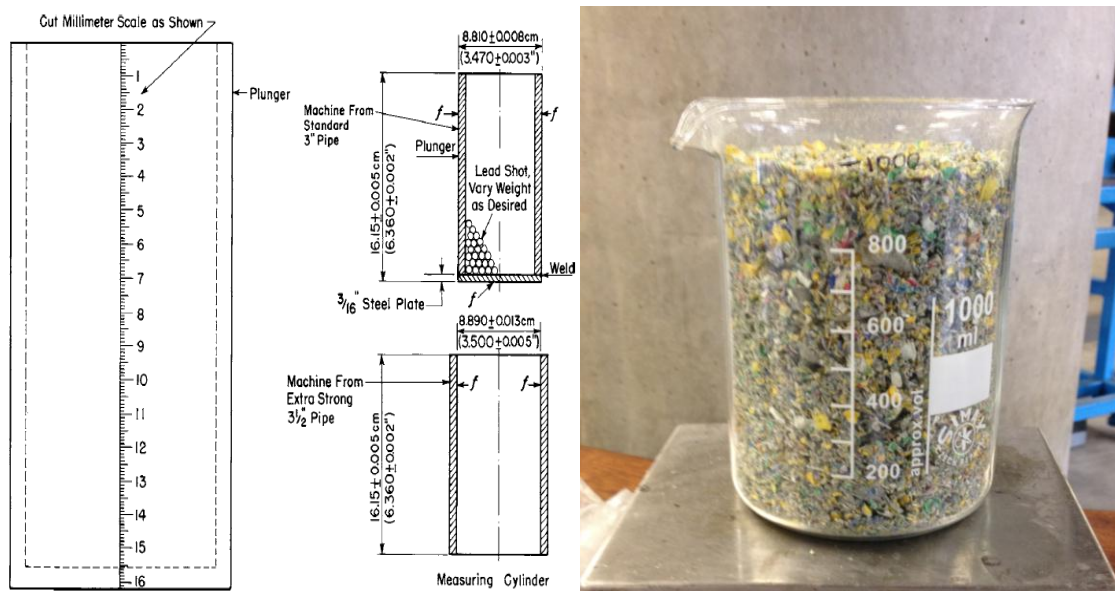 Cut Millimeter Scale as Shown
Plunger
1
2
3
4
5
6
7
8
9
10
11
12
13
14
15
16
8.810±0.008cm
(3.470±0.003")
Machine From
Standard
3" Pipe
f
f
Plunger
16.15±0.05cm
(6.360±0.002")
Lead Shot,
Vary Weight
as Desired
Weld
3/16" Steel Plate
f
8.890±0.013cm
(3.500±0.005")
Machine From
Extra Strong
3½" Pipe
f
f
16.15±0.005cm
(6.360±0.002")
Measuring Cylinder
1000
800
600
400
200
1000
ml
approx.vol.
SIMAX